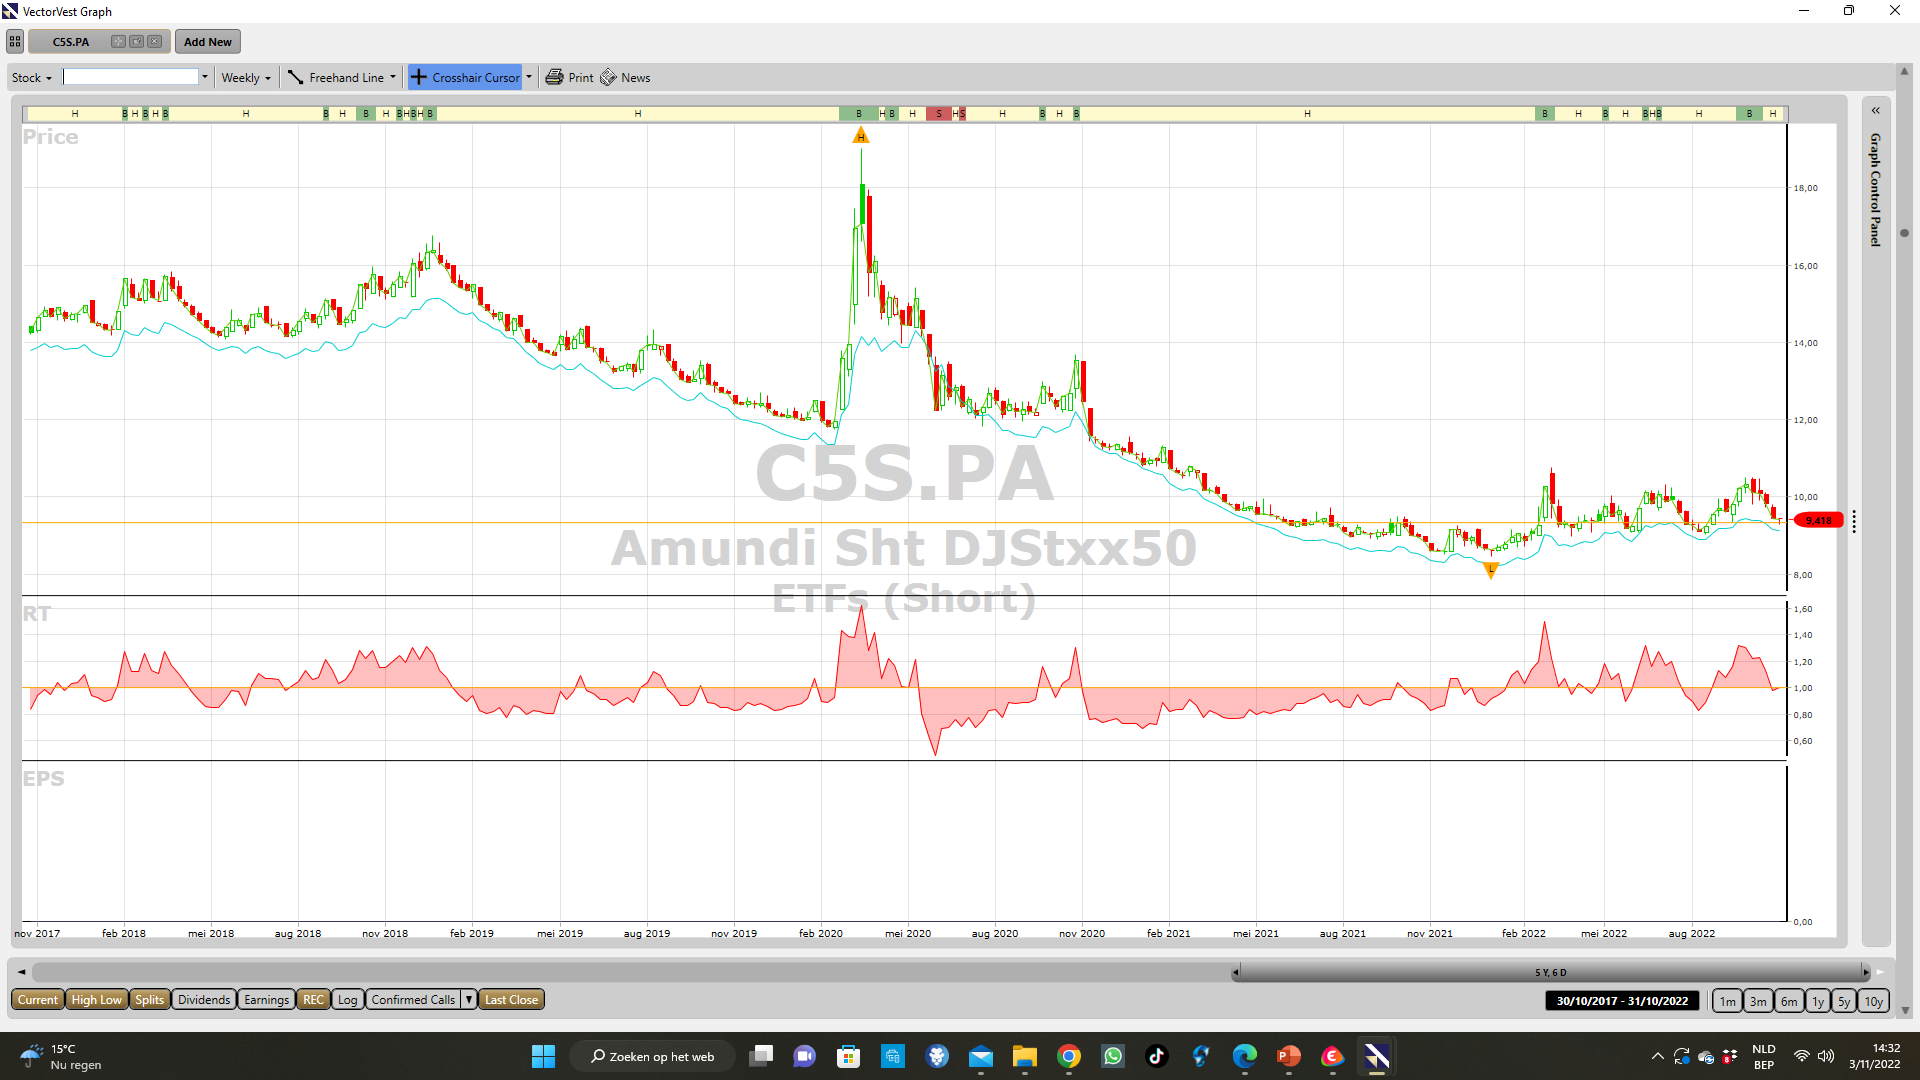 VectorVest Graph
C5S.PA
Add New
Stock
Weekly
Freehand Line
Crosshair Cursor
Print
News
H B H B H B H B H B H B H B H B H B H B H S H S H B H B H B H B H B H B H B H
Price
H
18,00
16,00
14,00
12,00
10,00
9,418
8,00
L
C5S.PA
Amundi Sht DJStxx50
ETFs (Short)
Graph Control Panel
RT
1,60
1,40
1,20
1,00
0,80
0,60
EPS
0,00
nov 2017 feb 2018 mei 2018 aug 2018 nov 2018 feb 2019 mei 2019 aug 2019 nov 2019 feb 2020 mei 2020 aug 2020 nov 2020 feb 2021 mei 2021 aug 2021 nov 2021 feb 2022 mei 2022 aug 2022
5 Y, 6 D
Current High Low Splits Dividends Earnings REC Log Confirmed Calls Last Close
30/10/2017 - 31/10/2022 1m 3m 6m 1y 5y 10y
15°C
Nu regen
Zoeken op het web
NLD
BEP
14:32
3/11/2022